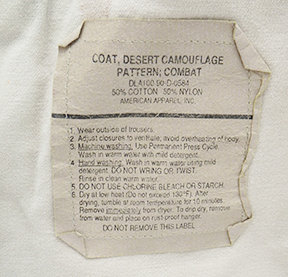 COAT, DESERT CAMOUFLAGE
PATTERN: COMBAT
DLA100-90-D-0564
50% COTTON 50% NYLON
AMERICAN APPAREL INC.
1. Wear outside of trousers.
2. Adjust closures to ventilate, avoid overheating of body.
3. Machine washing. Use Permanent Press Cycle.
Wash in warm water with mild detergent.
4. Hand washing. Wash in warm water using mild
detergent. DO NOT WRING OR TWIST.
Rinse in clean warm water.
5. DO NOT USE CHLORINE BLEACH OR STARCH.
6. Dry at low heat (Do not exceed 130°F). After
drying, tumble at room temperature for 10 minutes.
Remove immediately from dryer. To drip dry, remove
from water and place on rust-proof hanger.
DO NOT REMOVE THIS LABEL